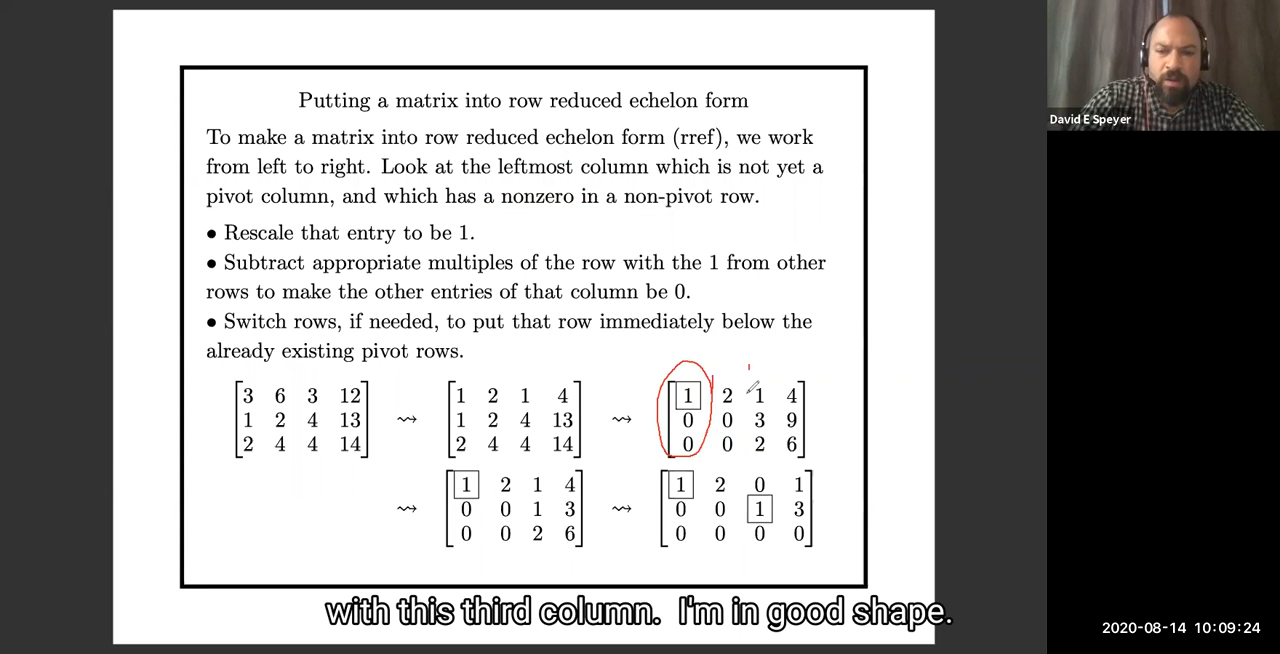 Putting a matrix into row reduced echelon form
To make a matrix into row reduced echelon form (rref), we work
from left to right. Look at the leftmost column which is not yet a
pivot column, and which has a nonzero in a non-pivot row.
• Rescale that entry to be 1.
• Subtract appropriate multiples of the row with the 1 from other
rows to make the other entries of that column be 0.
• Switch rows, if needed, to put that row immediately below the
already existing pivot rows.
3 6 3 12 1 2 1 4 1 2 1 4
1 2 4 13 ⇝ 1 2 4 13 ⇝ 0 0 3 9
2 4 4 14 2 4 4 14 0 0 2 6
1 2 1 4 1 2 0 1
⇝ 0 0 1 3 ⇝ 0 0 1 3
0 0 2 6 0 0 0 0
with this third column. I'm in good shape.
David E Speyer
2020-08-14 10:09:24